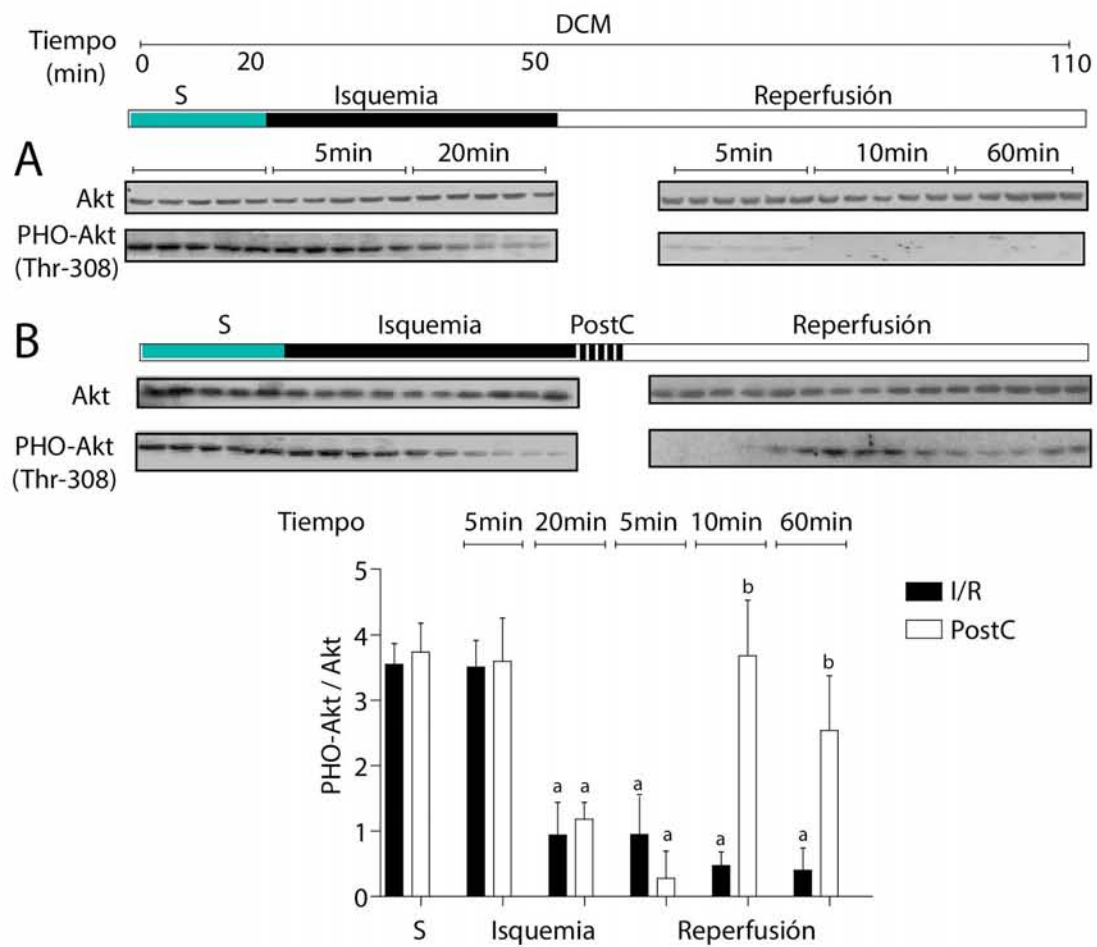 DCM
Tiempo
(min)
0 20 50 110
S Isquemia Reperfusión
A
5min 20min 5min 10min 60min
Akt
PHO-Akt
(Thr-308)
B
S Isquemia PostC Reperfusión
Akt
PHO-Akt
(Thr-308)
Tiempo 5min 20min 5min 10min 60min
PHO-Akt / Akt
5
4
3
2
1
0
a a a a a b a b
I/R
PostC
S Isquemia Reperfusión